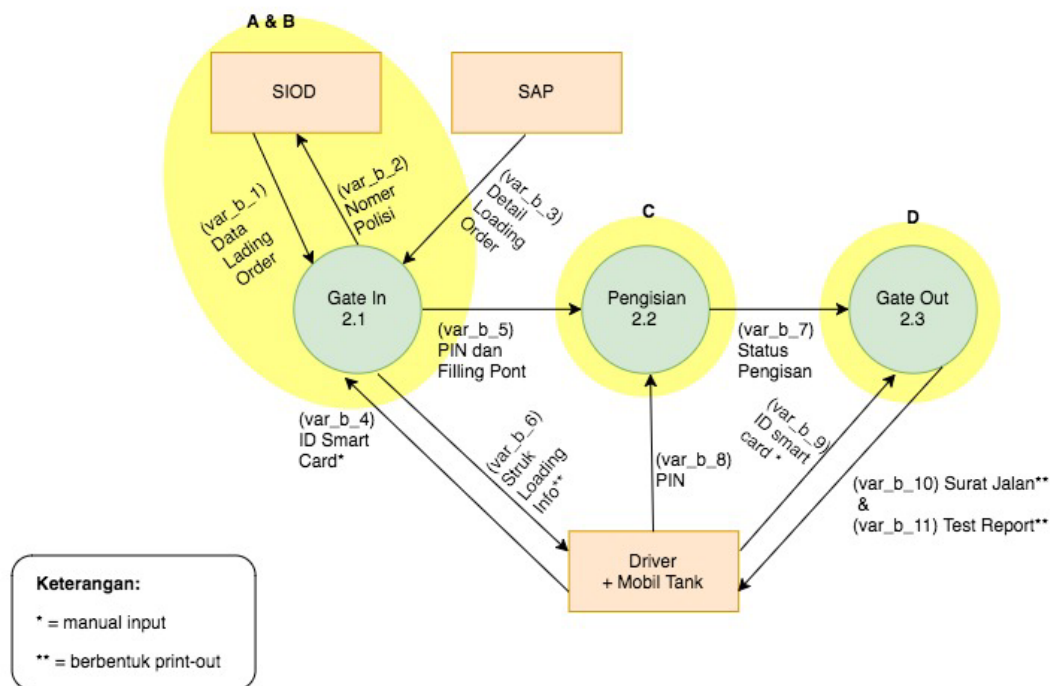 A & B
SIOD
SAP
(var_b_1)
Data
Lading
Order
(var_b_2)
Nomer
Polisi
(var_b_3)
Detail
Loading
Order
C
D
Gate In
2.1
Pengisian
2.2
Gate Out
2.3
(var_b_5)
PIN dan
Filling Pont
(var_b_7)
Status
Pengisan
(var_b_4)
ID Smart
Card*
(var_b_6)
Struk
Loading
Info**
(var_b_8)
PIN
(var_b_9)
ID smart
card *
(var_b_10) Surat Jalan**
&
(var_b_11) Test Report**
Driver
+ Mobil Tank
Keterangan:
* = manual input
** = berbentuk print-out